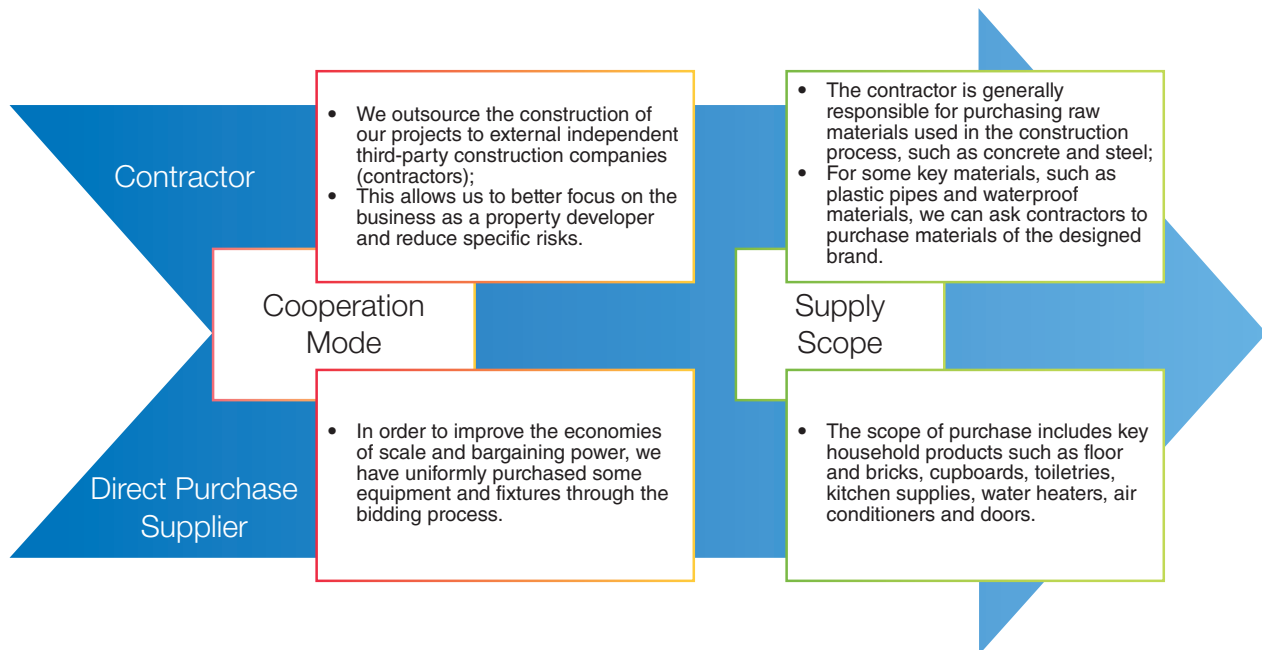 Contractor
• We outsource the construction of
our projects to external independent
third-party construction companies
(contractors);
• This allows us to better focus on the
business as a property developer
and reduce specific risks.
• The contractor is generally
responsible for purchasing raw
materials used in the construction
process, such as concrete and steel;
• For some key materials, such as
plastic pipes and waterproof
materials, we can ask contractors to
purchase materials of the designed
brand.
Cooperation
Mode
Supply
Scope
Direct Purchase
Supplier
• In order to improve the economies
of scale and bargaining power, we
have uniformly purchased some
equipment and fixtures through the
bidding process.
• The scope of purchase includes key
household products such as floor
and bricks, cupboards, toiletries,
kitchen supplies, water heaters, air
conditioners and doors.